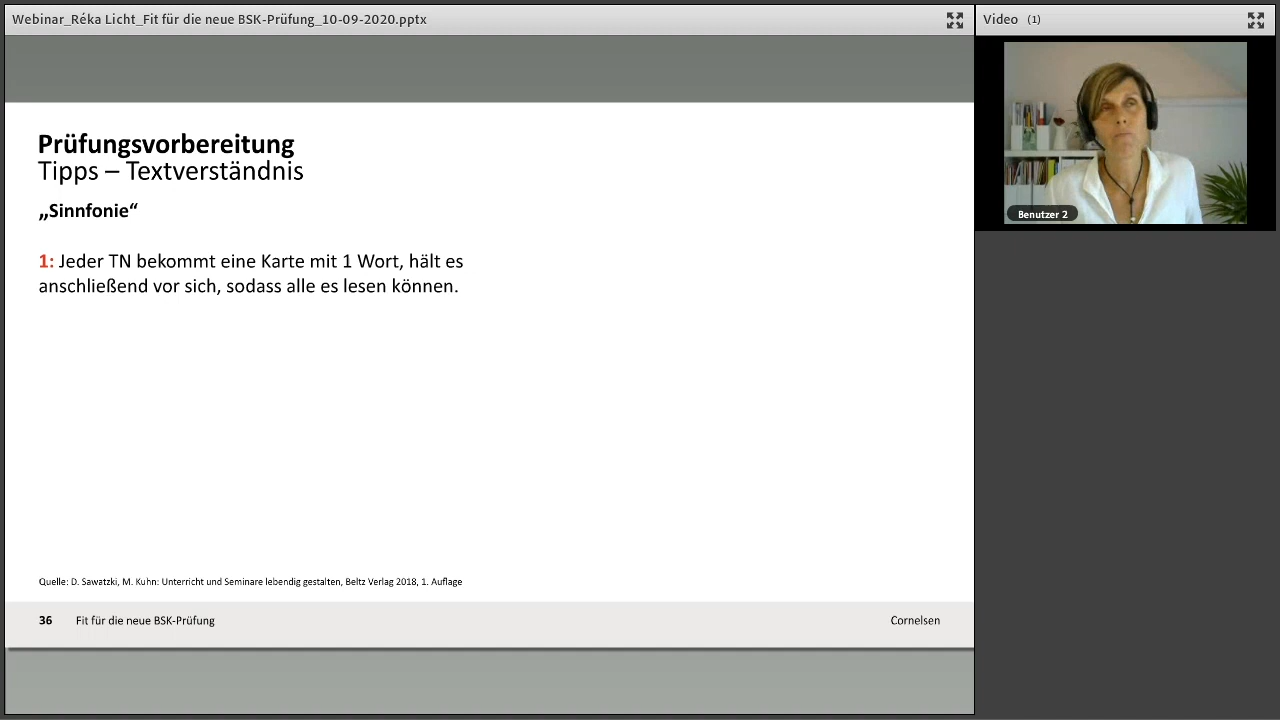 Webinar_Réka Licht_Fit für die neue BSK-Prüfung_10-09-2020.pptx
Video (1)
Prüfungsvorbereitung
Tipps – Textverständnis
„Sinnfonie“
1: Jeder TN bekommt eine Karte mit 1 Wort, hält es
anschließend vor sich, sodass alle es lesen können.
Benutzer 2
Quelle: D. Sawatzki, M. Kuhn: Unterricht und Seminare lebendig gestalten, Beltz Verlag 2018, 1. Auflage
36 Fit für die neue BSK-Prüfung Cornelsen